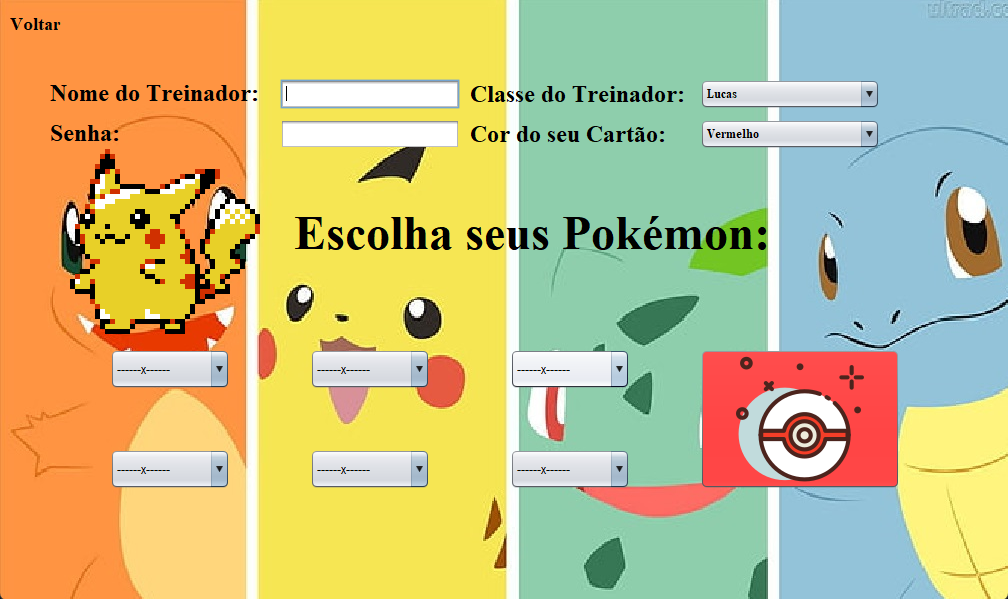 Voltar
Nome do Treinador:
Classe do Treinador:
Lucas
Senha:
Cor do seu Cartão:
Vermelho
Escolha seus Pokémon:
------x------
------x------
------x------
------x------
------x------
------x------